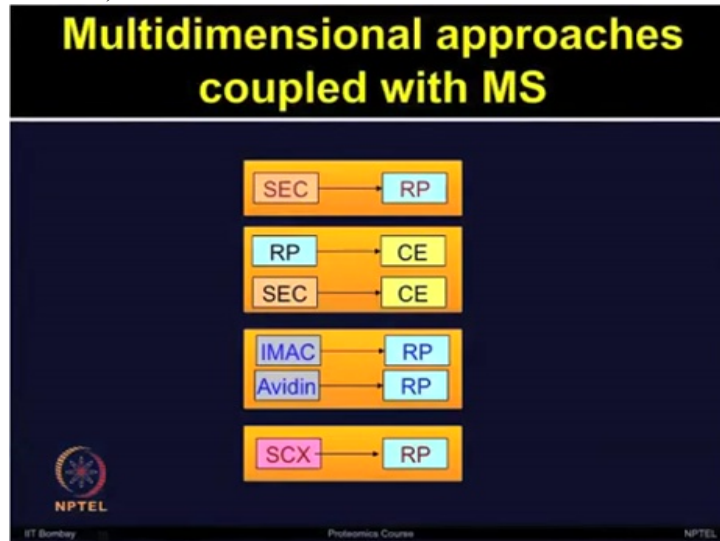 Multidimensional approaches
coupled with MS
SEC RP
RP CE
SEC CE
IMAC RP
Avidin RP
SCX RP
NPTEL
IIT Bombay Proteomics Course NPTEL